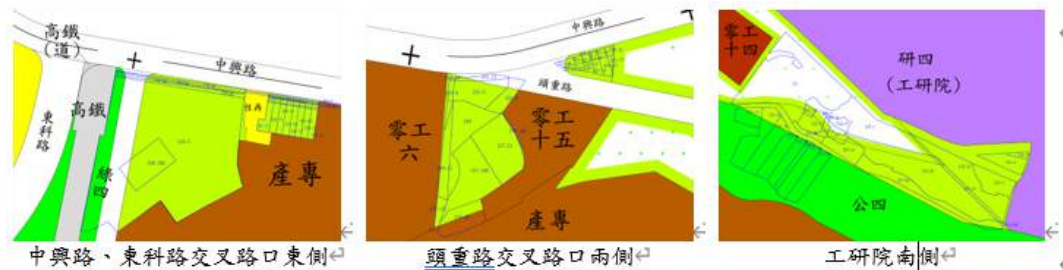 高鐵
(道)
中興路
東科路
高鐵
綠四
住再
產專
中興路、東科路交叉路口東側
中興路
頭重路
零工六
零工十五
產專
頭重路交叉路口兩側
零工十四
研四
(工研院)
公四
工研院南側